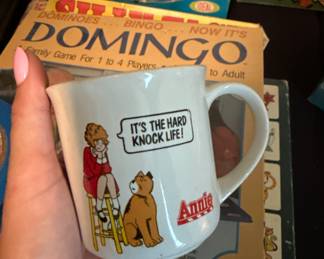 DOMINOES... BINGO... NOW IT'S
DOMINGO
Family Game For 1 to 4 Players
to Adult
IT'S THE HARD
KNOCK LIFE!
Annie